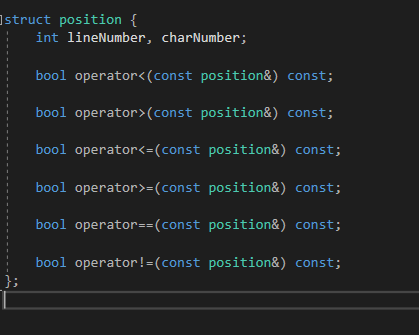 struct position {
int lineNumber, charNumber;
bool operator<(const position&) const;
bool operator>(const position&) const;
bool operator<=(const position&) const;
bool operator>=(const position&) const;
bool operator==(const position&) const;
bool operator!=(const position&) const;
};